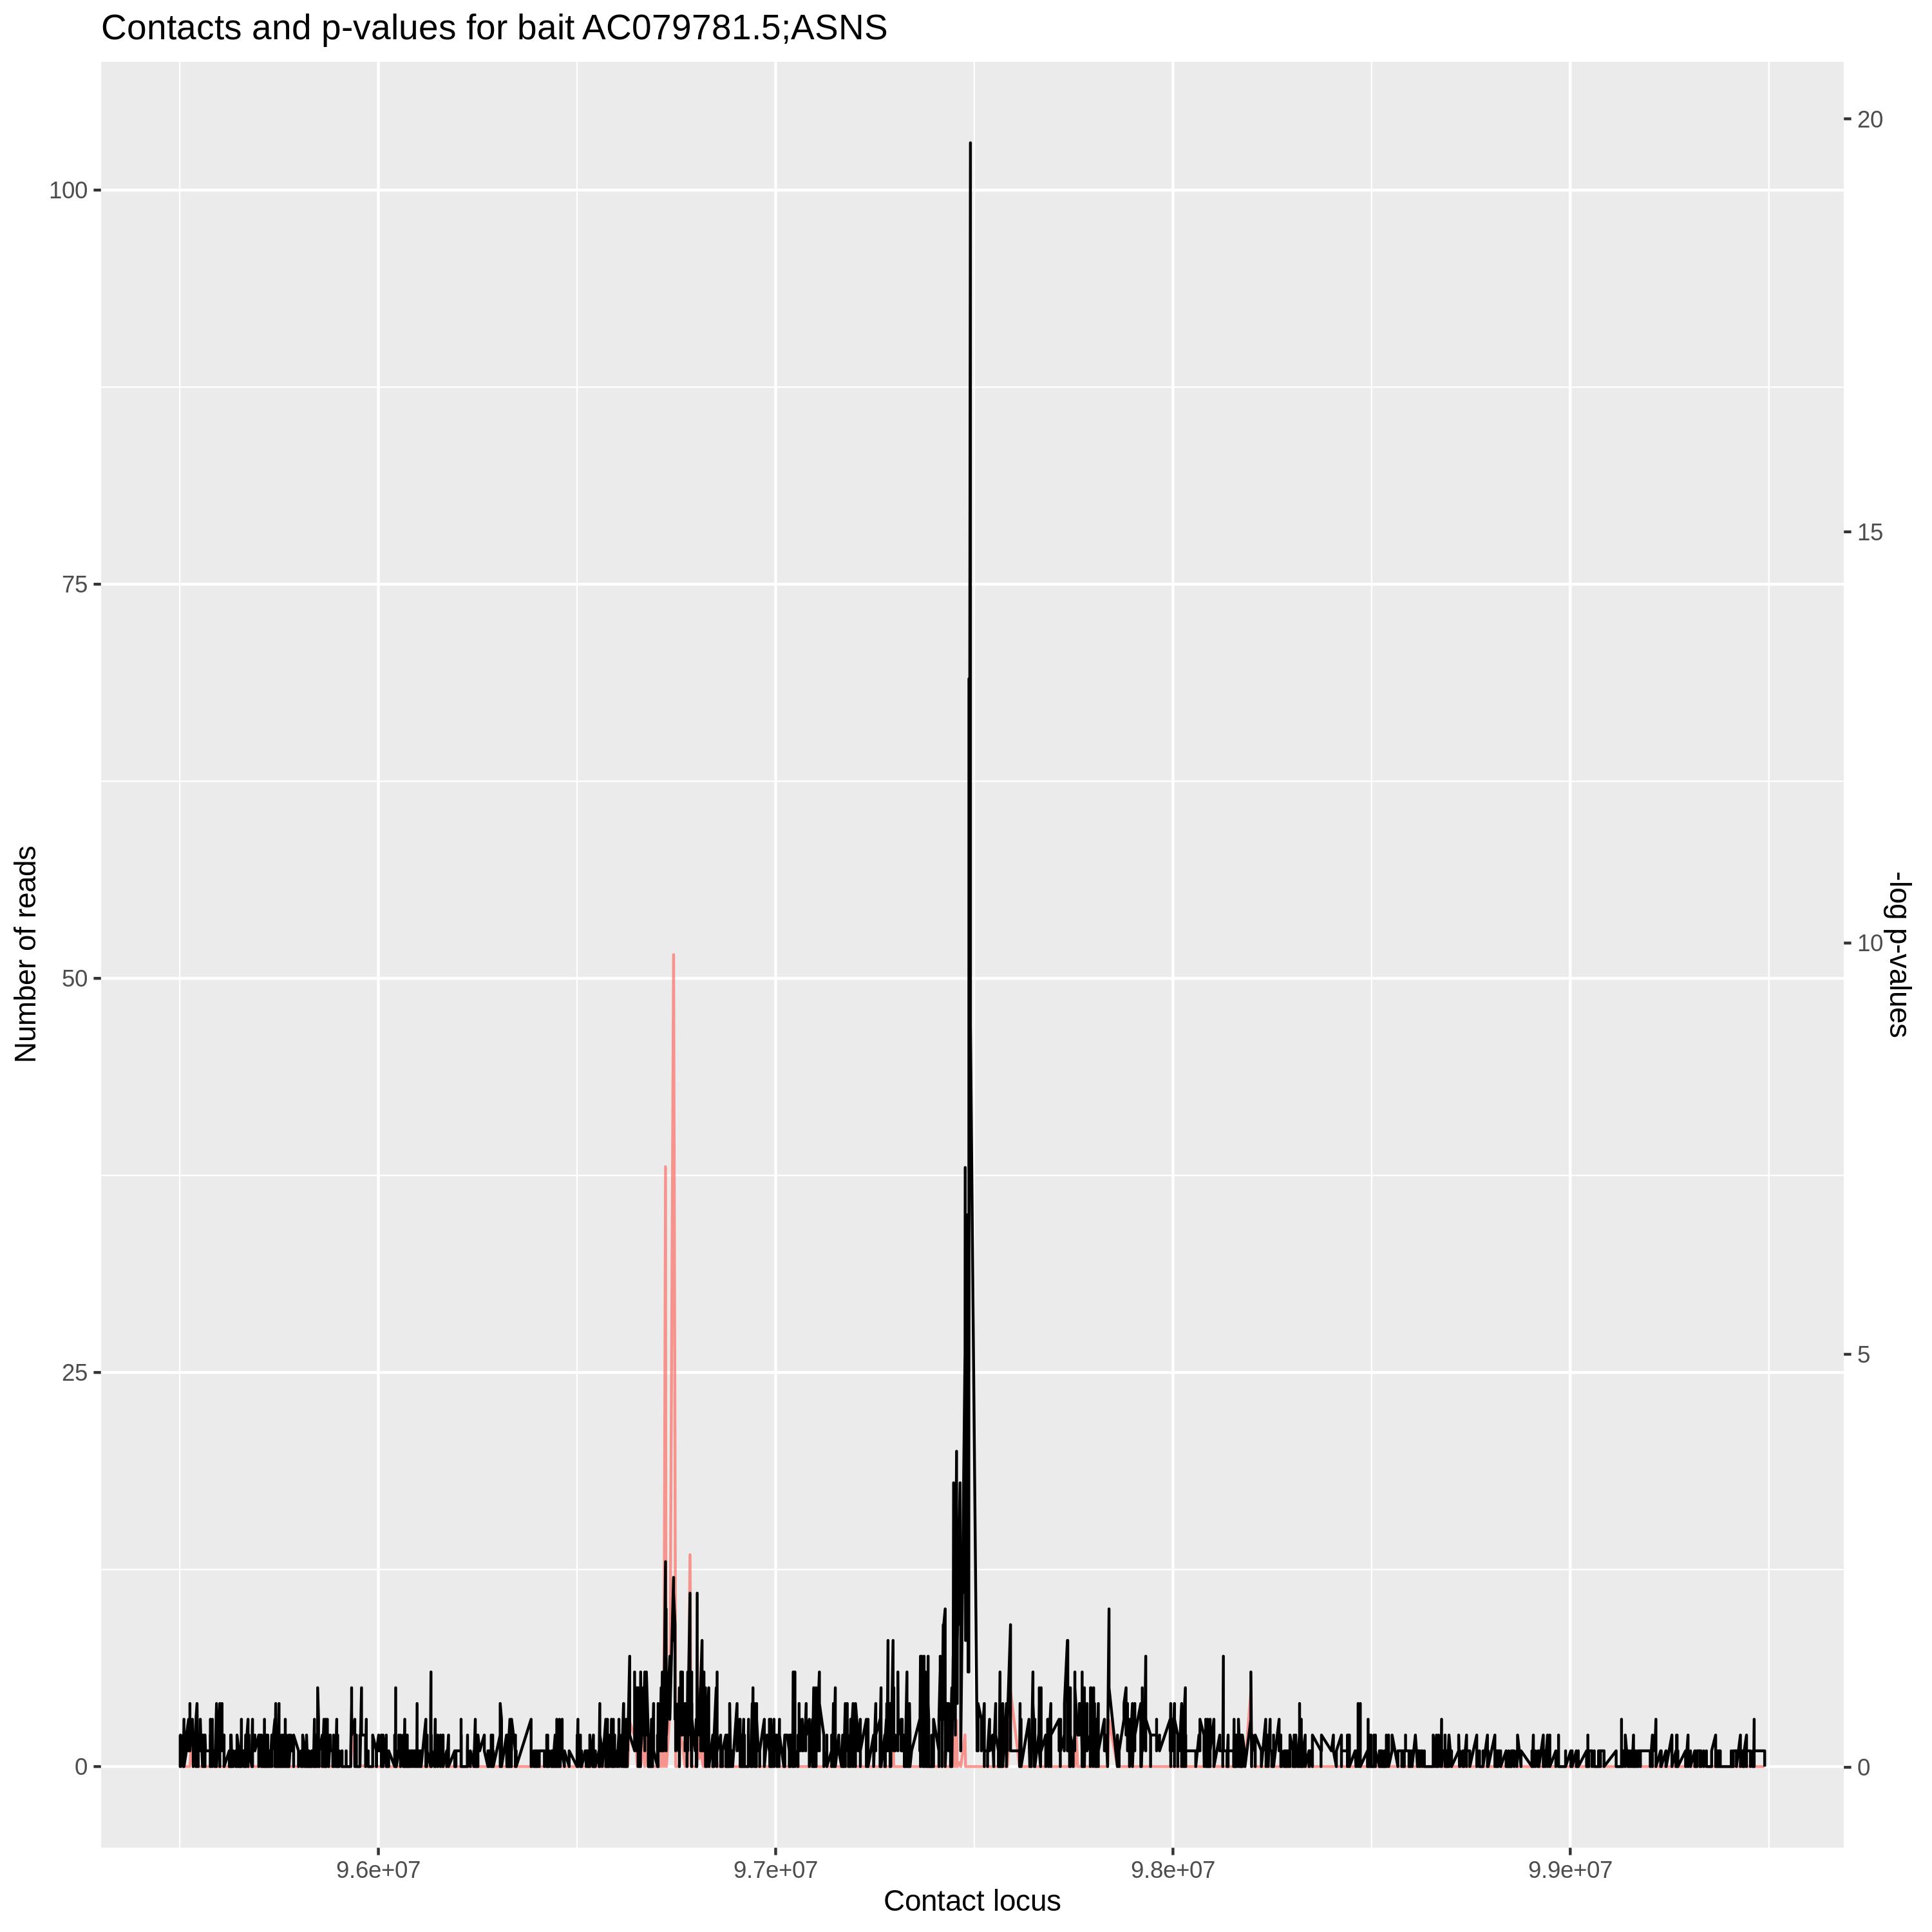 Contacts and p-values for bait AC079781.5;ASNS
100
75
50
25
0
Number of reads
20
15
10
5
0
-log p-values
9.6e+07
9.7e+07
9.8e+07
9.9e+07
Contact locus